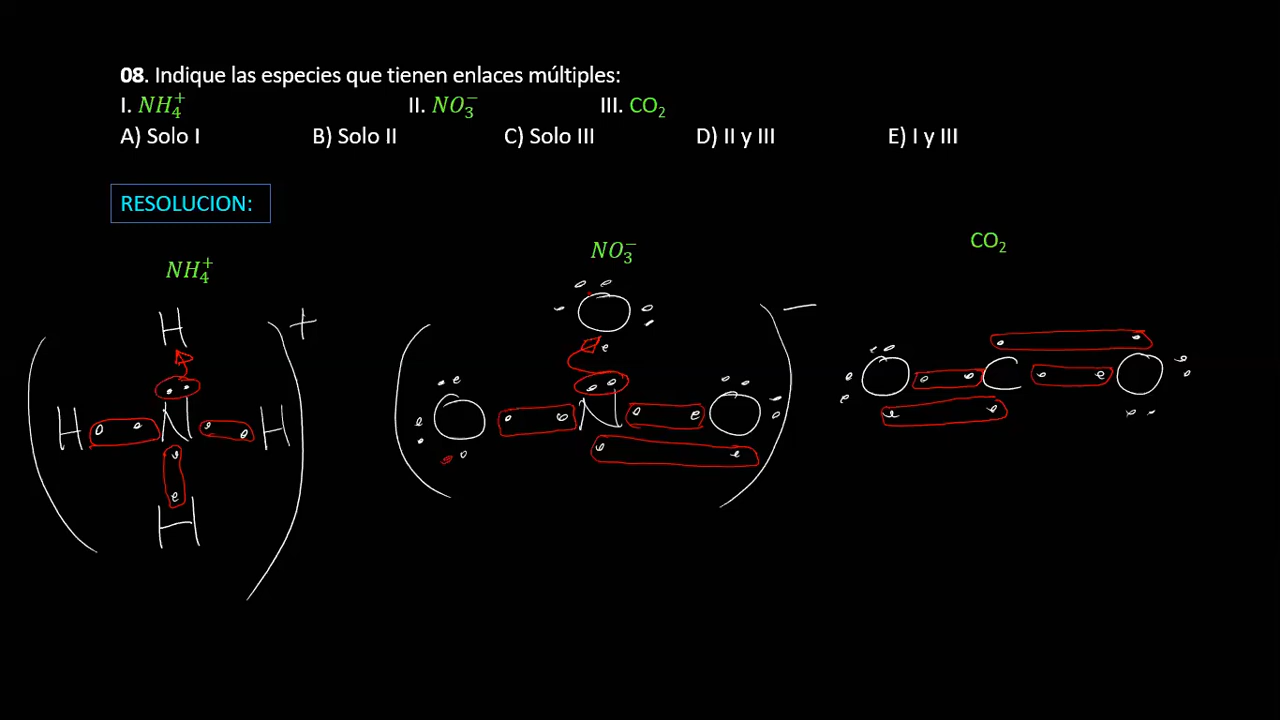 08. Indique las especies que tienen enlaces múltiples:
I. NH₄⁺ II. NO₃⁻ III. CO₂
A) Solo I B) Solo II C) Solo III D) II y III E) I y III
RESOLUCION:
NH₄⁺ NO₃⁻ CO₂
H +
H N H
H
O −
O N O
O C O